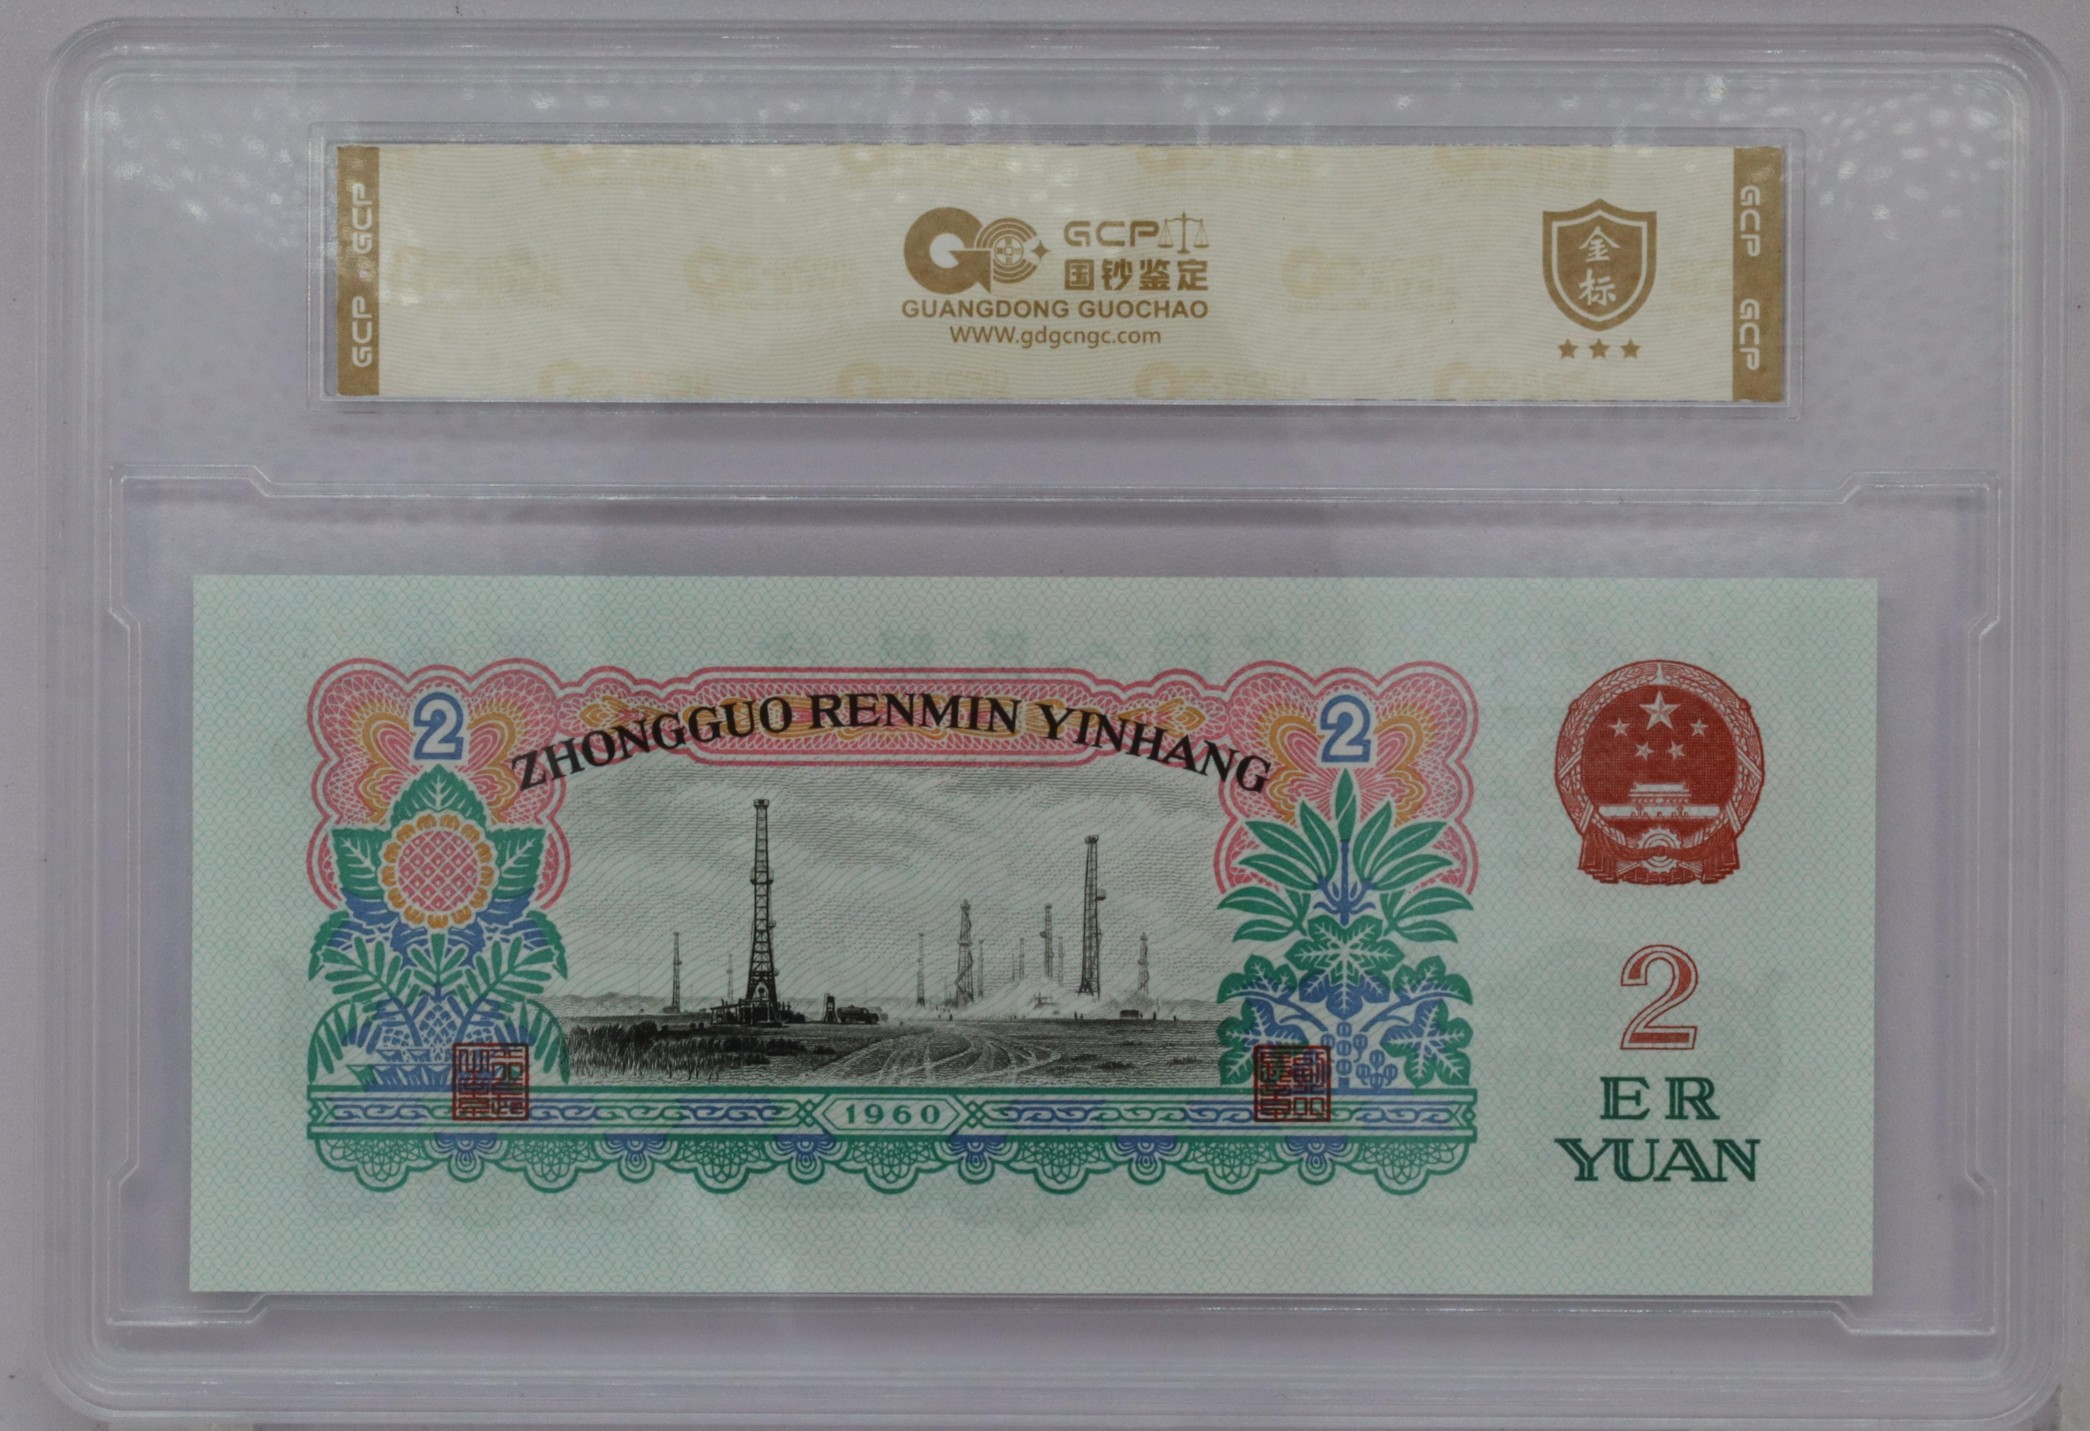 GCP GCP
GCP
国钞鉴定
GUANGDONG GUOCHAO
WWW.gdgcngc.com
金标
GCP GCP
2
ZHONGGUO RENMIN YINHANG
2
1960
2
ER
YUAN